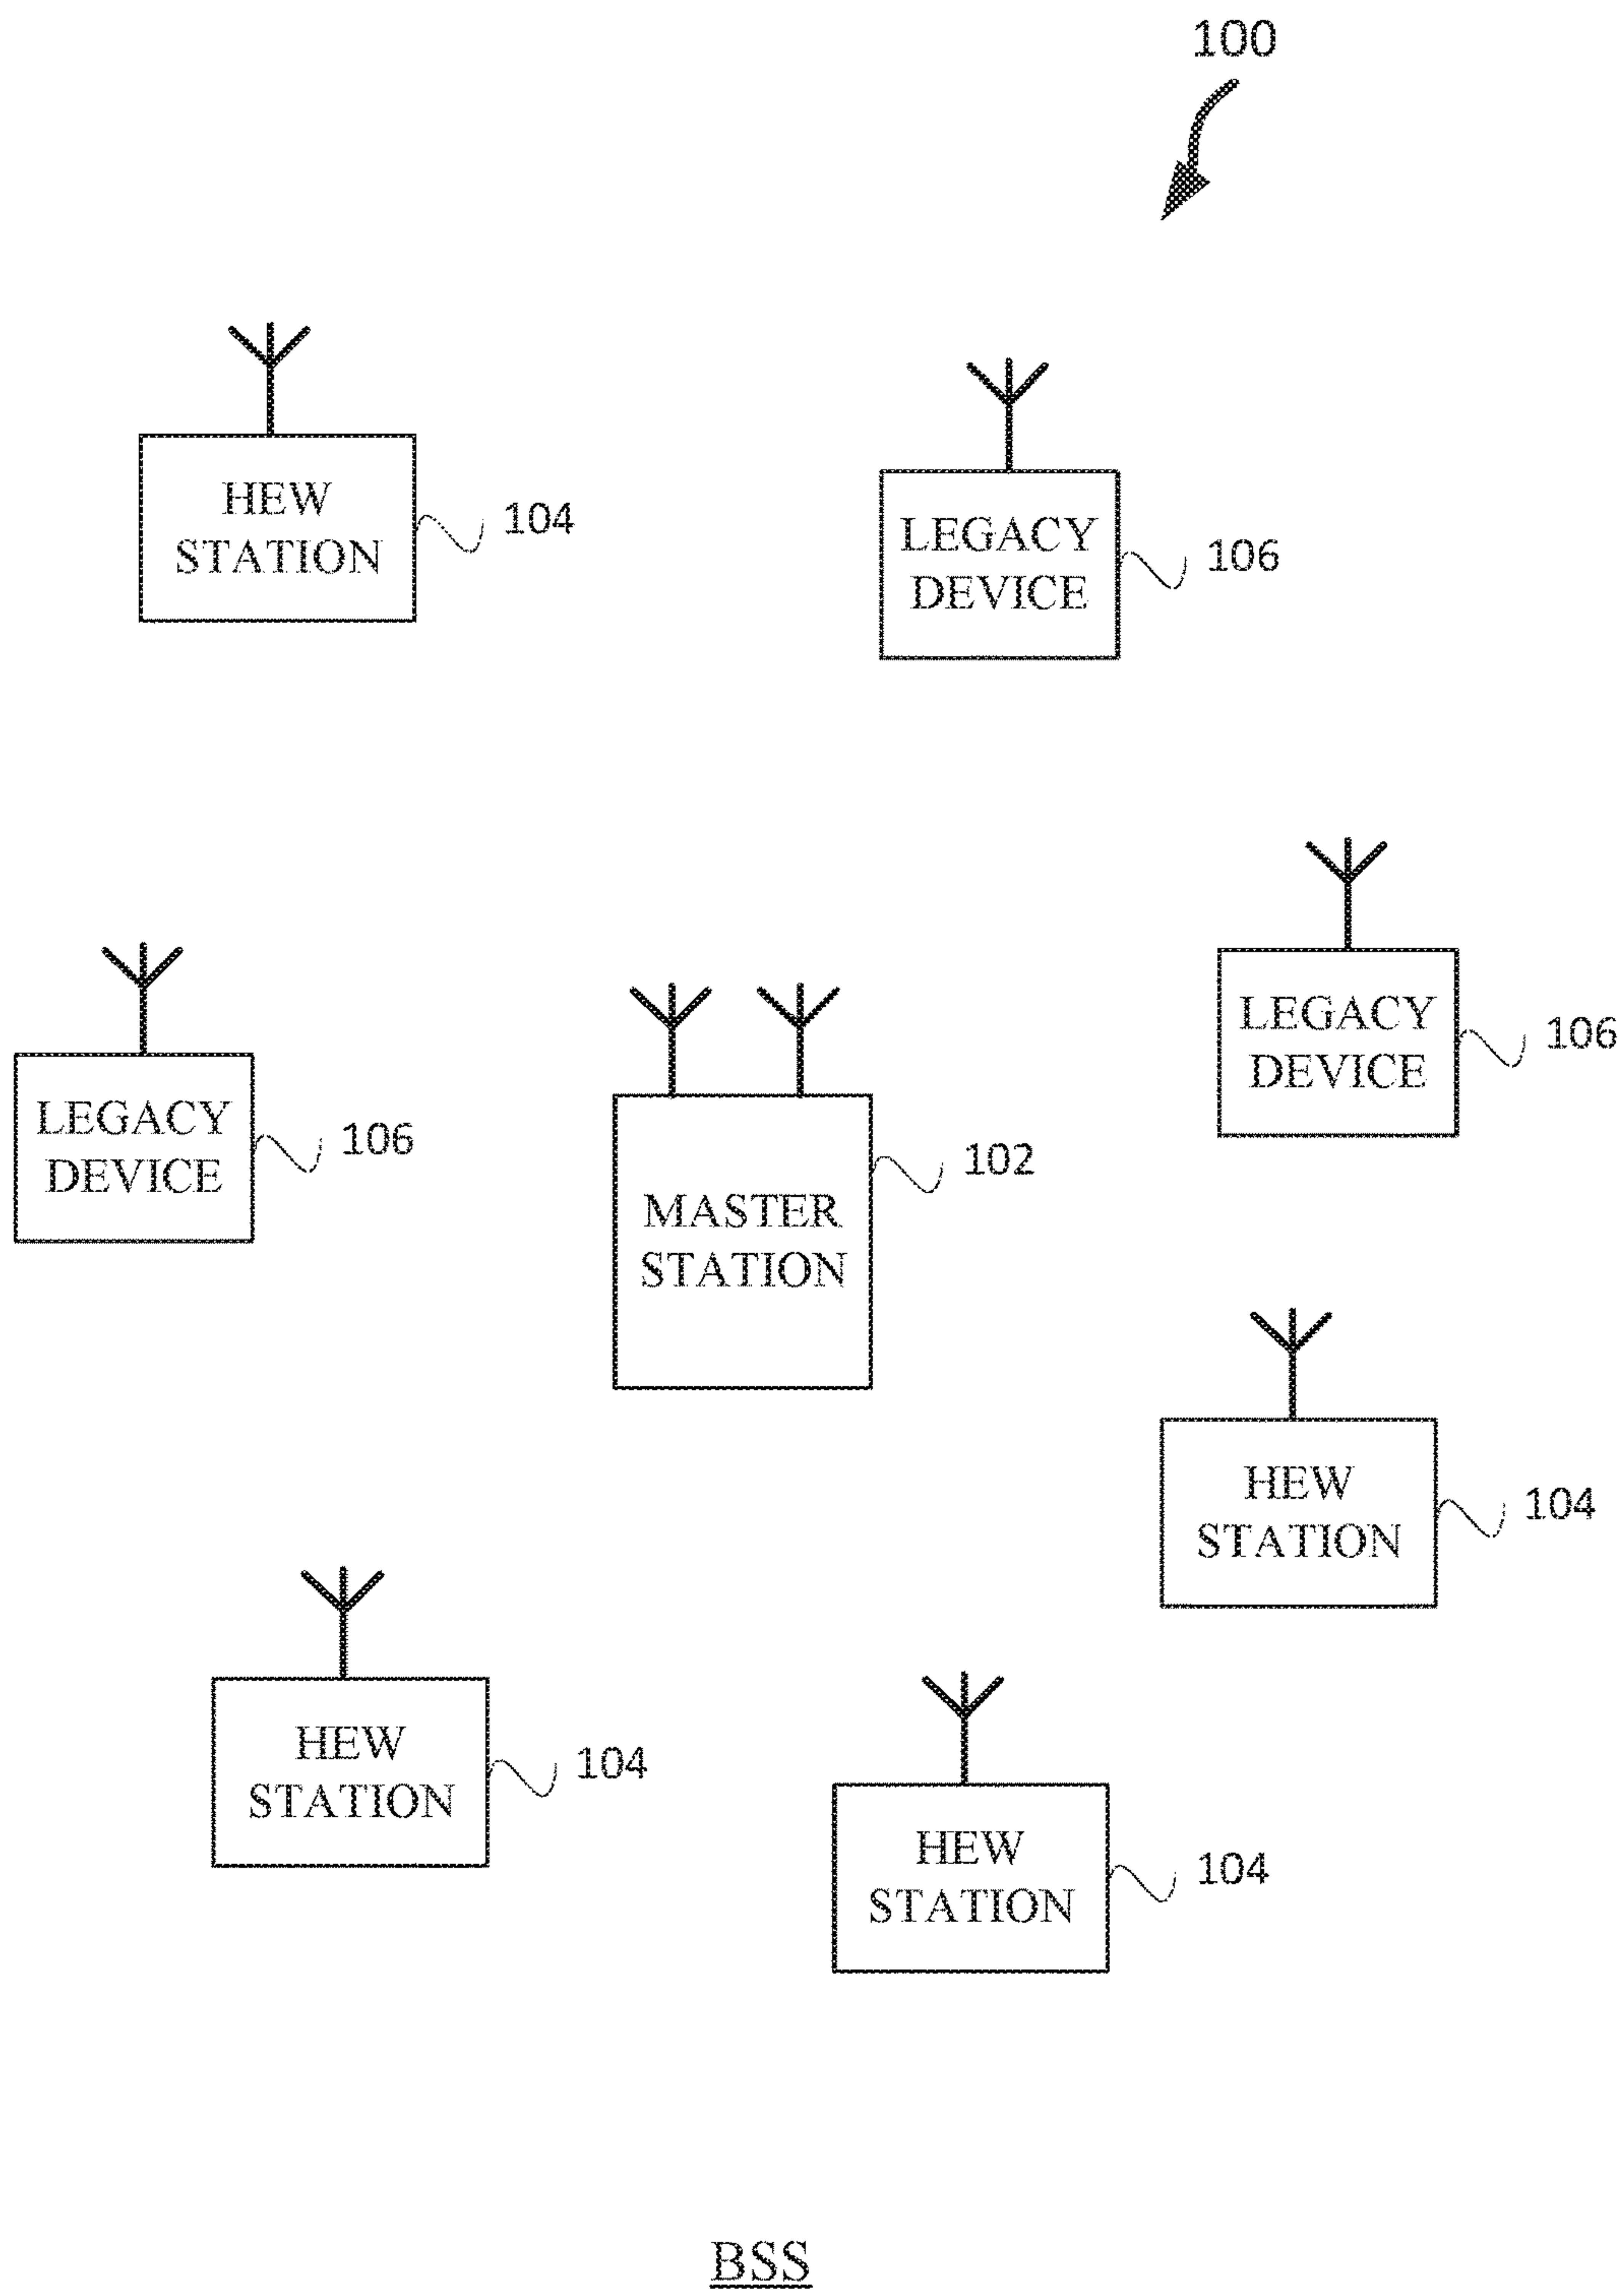 100
HEW
STATION
104
LEGACY
DEVICE
106
LEGACY
DEVICE
106
LEGACY
DEVICE
106
MASTER
STATION
102
HEW
STATION
104
HEW
STATION
104
HEW
STATION
104
BSS